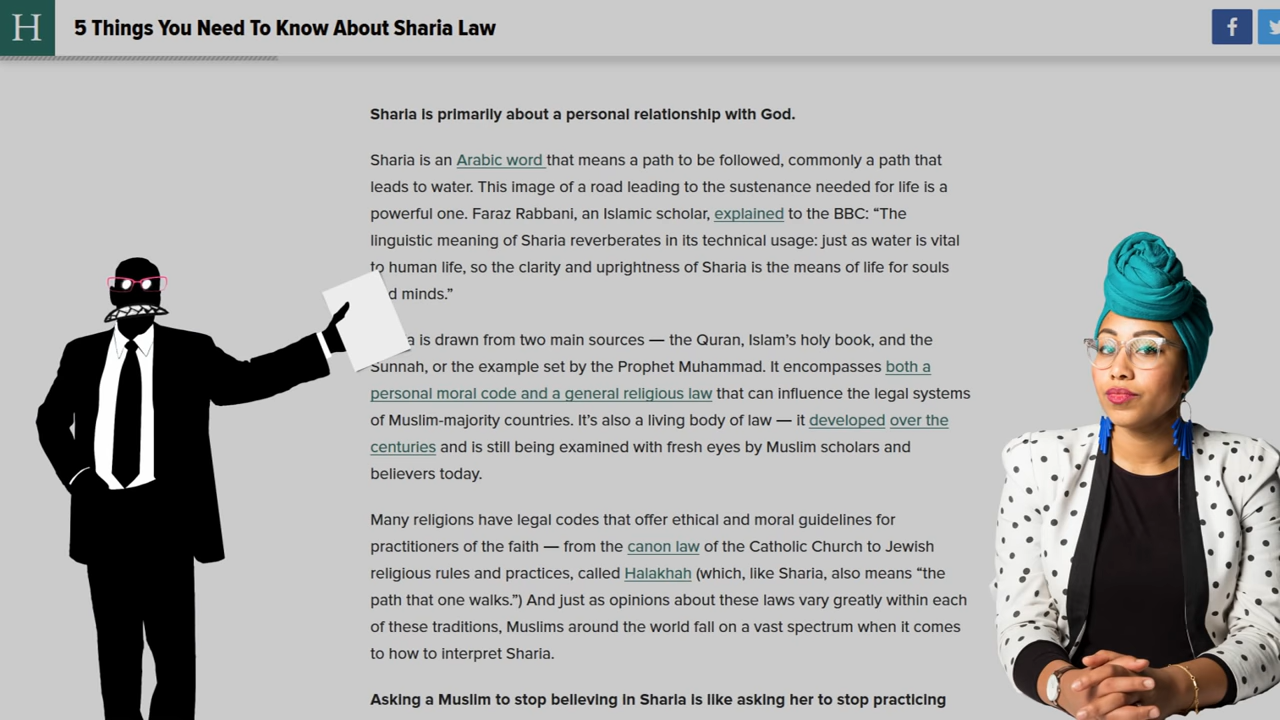 H 5 Things You Need To Know About Sharia Law f
Sharia is primarily about a personal relationship with God.
Sharia is an Arabic word that means a path to be followed, commonly a path that
leads to water. This image of a road leading to the sustenance needed for life is a
powerful one. Faraz Rabbani, an Islamic scholar, explained to the BBC: “The
linguistic meaning of Sharia reverberates in its technical usage: just as water is vital
to human life, so the clarity and uprightness of Sharia is the means of life for souls
d minds.”
a is drawn from two main sources — the Quran, Islam’s holy book, and the
Sunnah, or the example set by the Prophet Muhammad. It encompasses both a
personal moral code and a general religious law that can influence the legal systems
of Muslim-majority countries. It’s also a living body of law — it developed over the
centuries and is still being examined with fresh eyes by Muslim scholars and
believers today.
Many religions have legal codes that offer ethical and moral guidelines for
practitioners of the faith — from the canon law of the Catholic Church to Jewish
religious rules and practices, called Halakhah (which, like Sharia, also means “the
path that one walks.”) And just as opinions about these laws vary greatly within each
of these traditions, Muslims around the world fall on a vast spectrum when it comes
to how to interpret Sharia.
Asking a Muslim to stop believing in Sharia is like asking her to stop practicing